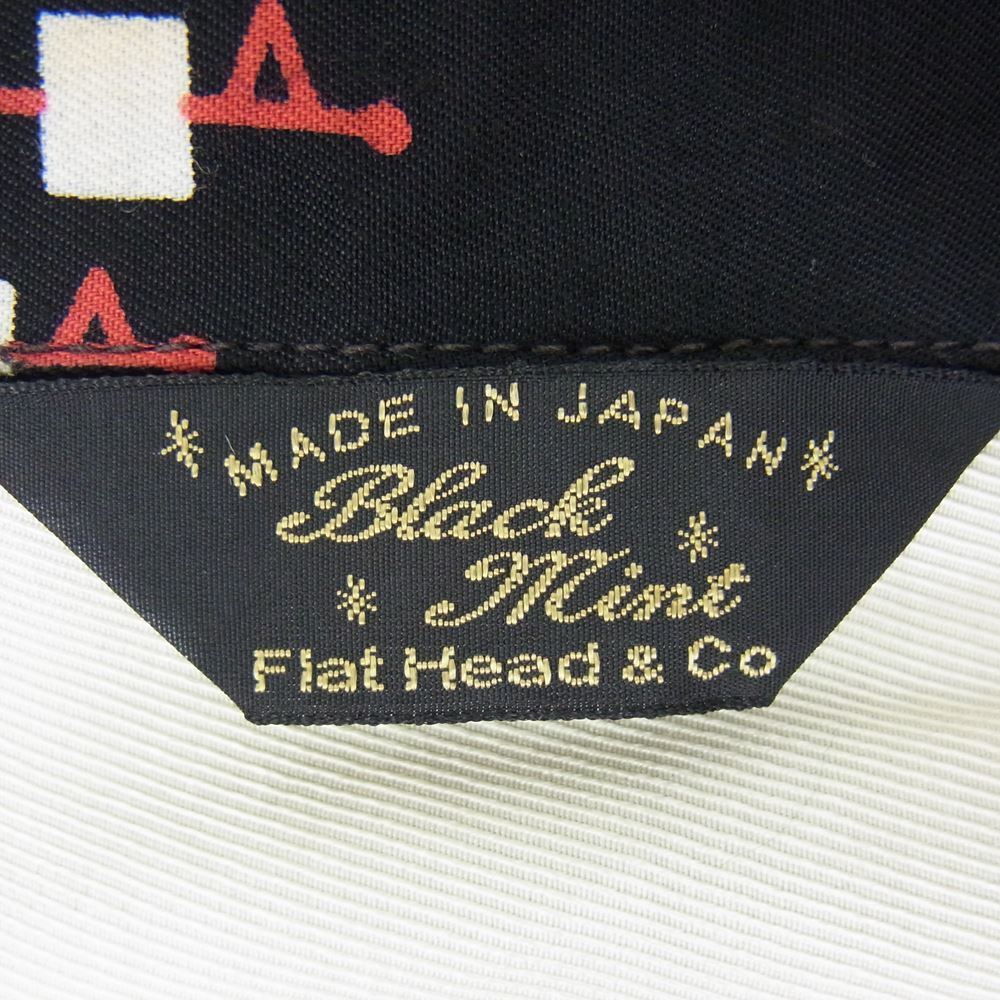 *MADE IN JAPAN*
Black
Mint
Flat Head & Co